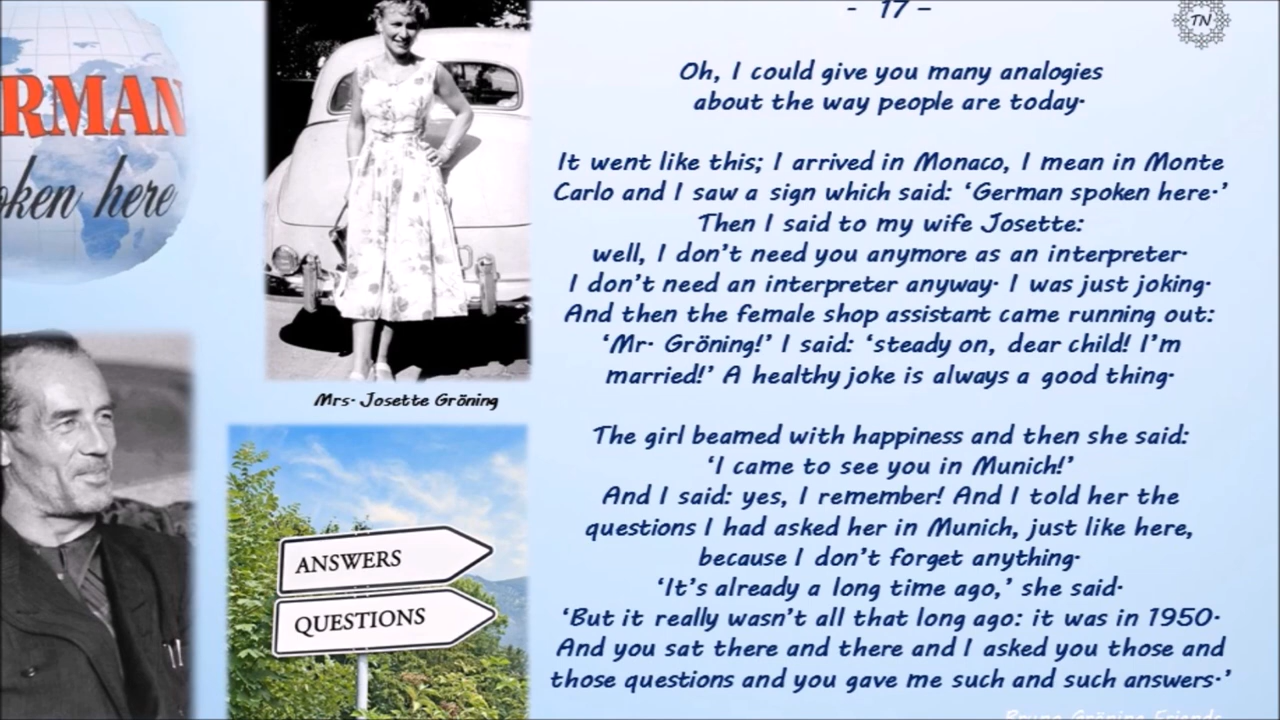 - 17 -
TN
Oh, I could give you many analogies
about the way people are today.
It went like this; I arrived in Monaco, I mean in Monte
Carlo and I saw a sign which said: ‘German spoken here.’
Then I said to my wife Josette:
well, I don’t need you anymore as an interpreter.
I don’t need an interpreter anyway. I was just joking.
And then the female shop assistant came running out:
‘Mr. Gröning!’ I said: ‘steady on, dear child! I’m
married!’ A healthy joke is always a good thing.
The girl beamed with happiness and then she said:
‘I came to see you in Munich!’
And I said: yes, I remember! And I told her the
questions I had asked her in Munich, just like here,
because I don’t forget anything.
‘It’s already a long time ago,’ she said.
‘But it really wasn’t all that long ago: it was in 1950.
And you sat there and there and I asked you those and
those questions and you gave me such and such answers.’
RMAN
oken here
Mrs. Josette Gröning
ANSWERS
QUESTIONS
Bruno Gröning Friends